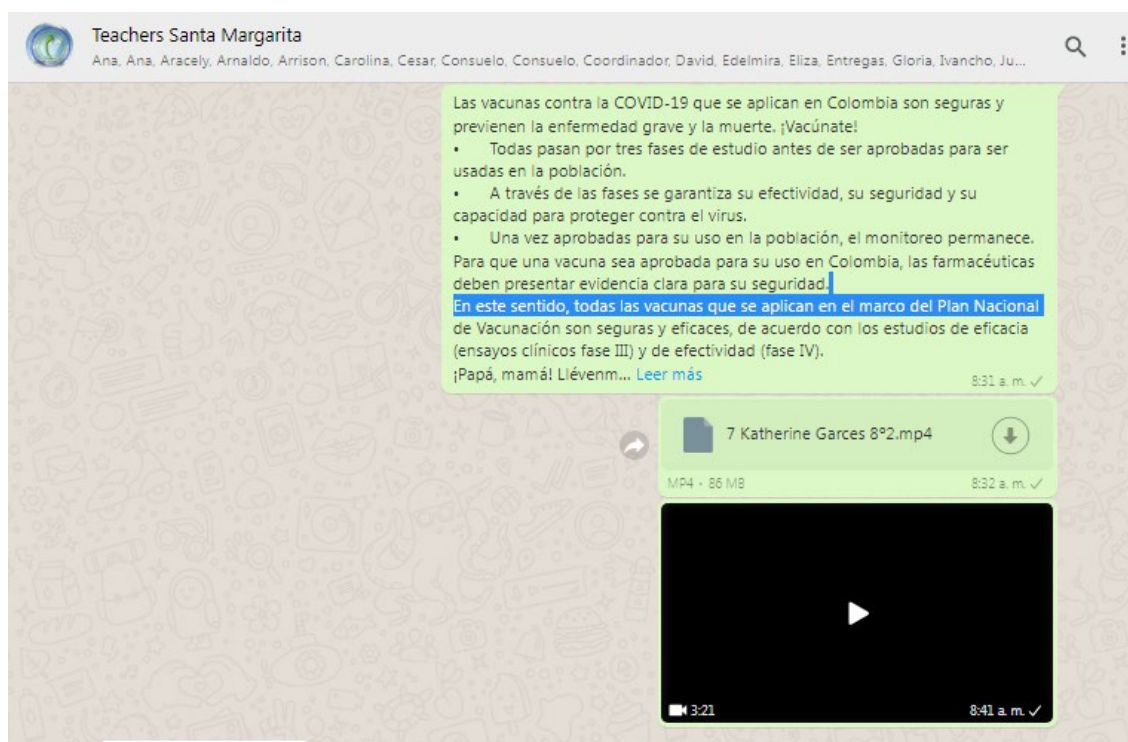 Teachers Santa Margarita
Ana, Ana, Aracely, Arnaldo, Arrison, Carolina, Cesar, Consuelo, Consuelo, Coordinador, David, Edelmira, Eliza, Entregas, Gloria, Ivancho, Ju...
Las vacunas contra la COVID-19 que se aplican en Colombia son seguras y
previenen la enfermedad grave y la muerte. ¡Vacúnate!
• Todas pasan por tres fases de estudio antes de ser aprobadas para ser
usadas en la población.
• A través de las fases se garantiza su efectividad, su seguridad y su
capacidad para proteger contra el virus.
• Una vez aprobadas para su uso en la población, el monitoreo permanece.
Para que una vacuna sea aprobada para su uso en Colombia, las farmacéuticas
deben presentar evidencia clara para su seguridad.
En este sentido, todas las vacunas que se aplican en el marco del Plan Nacional
de Vacunación son seguras y eficaces, de acuerdo con los estudios de eficacia
(ensayos clínicos fase III) y de efectividad (fase IV).
¡Papá, mamá! Llévenm... Leer más
8:31 a. m.
7 Katherine Garces 8º2.mp4
MP4 • 86 MB
8:32 a. m.
3:21
8:41 a. m.